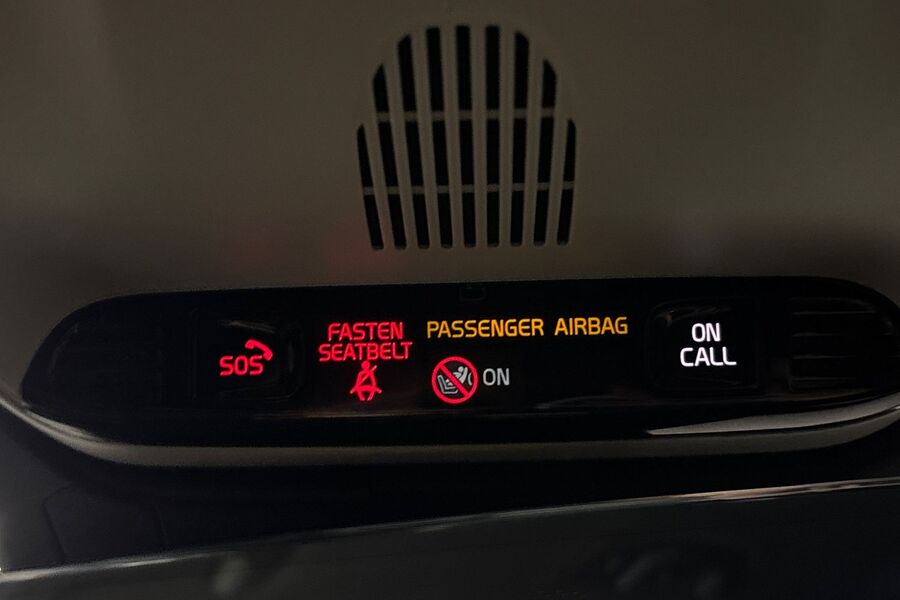 SOS
FASTEN
SEATBELT
PASSENGER AIRBAG
ON
ON
CALL